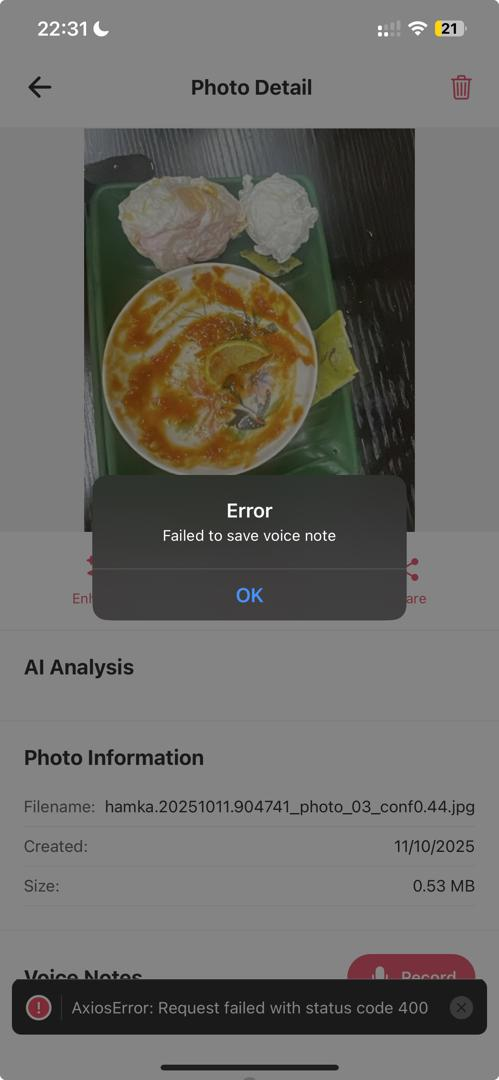 22:31
21
Photo Detail
Error
Failed to save voice note
OK
AI Analysis
Photo Information
Filename: hamka.20251011.904741_photo_03_conf0.44.jpg
Created: 11/10/2025
Size: 0.53 MB
Voice Notes
Record
AxiosError: Request failed with status code 400